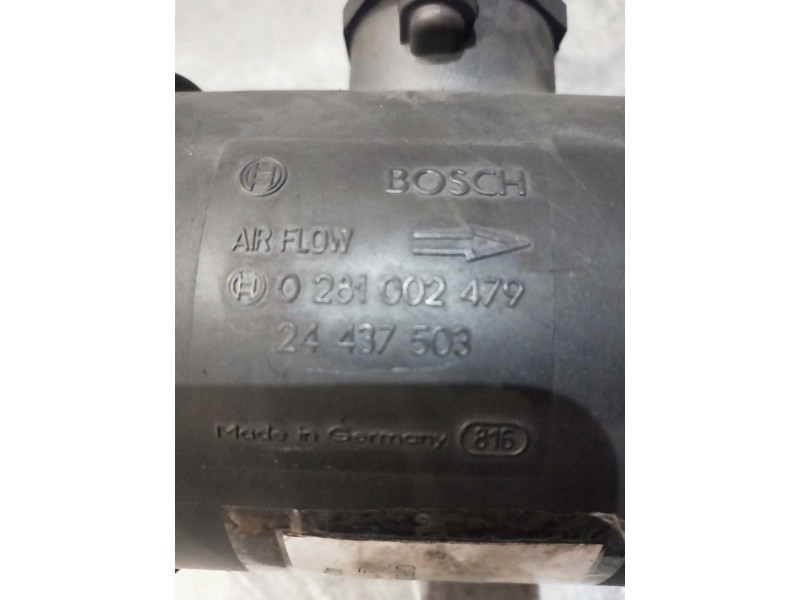 BOSCH
AIR FLOW
0 281 002 479
24 437 503
Made in Germany 816